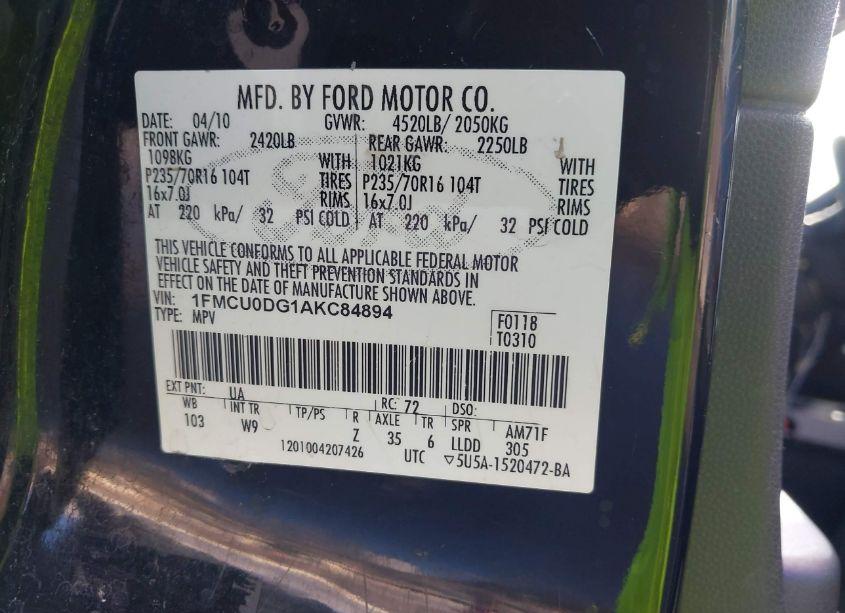 MFD. BY FORD MOTOR CO.
DATE: 04/10 GVWR: 4520LB/ 2050KG
FRONT GAWR: 2420LB REAR GAWR: 2250LB
1098KG WITH 1021KG WITH
P235/70R16 104T TIRES P235/70R16 104T TIRES
16x7.0J RIMS 16x7.0J RIMS
AT 220 kPa/ 32 PSI COLD AT 220 kPa/ 32 PSI COLD
THIS VEHICLE CONFORMS TO ALL APPLICABLE FEDERAL MOTOR
VEHICLE SAFETY AND THEFT PREVENTION STANDARDS IN
EFFECT ON THE DATE OF MANUFACTURE SHOWN ABOVE.
VIN: 1FMCU0DG1AKC84894
TYPE: MPV
F0118
T0310
EXT PNT: UA RC: 72 DSO:
WB INT TR TP/PS R AXLE TR SPR AM71F
103 W9 Z 35 6 LLDD 305
1201004207426 UTC ▽5U5A-1520472-BA
Ford